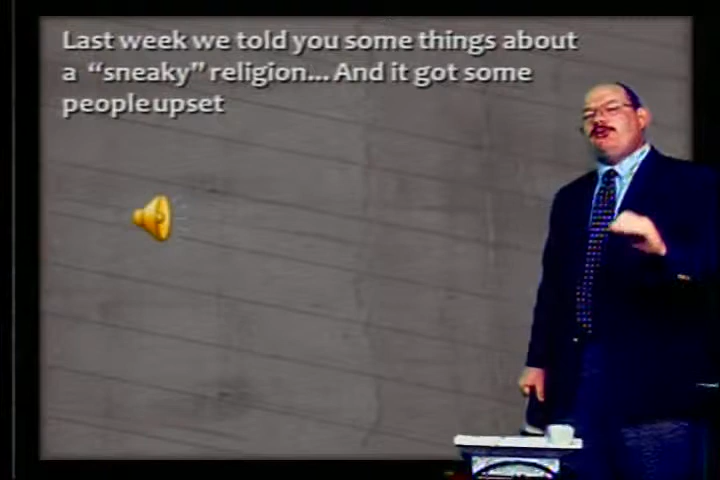 Last week we told you some things about
a “sneaky” religion... And it got some
people upset